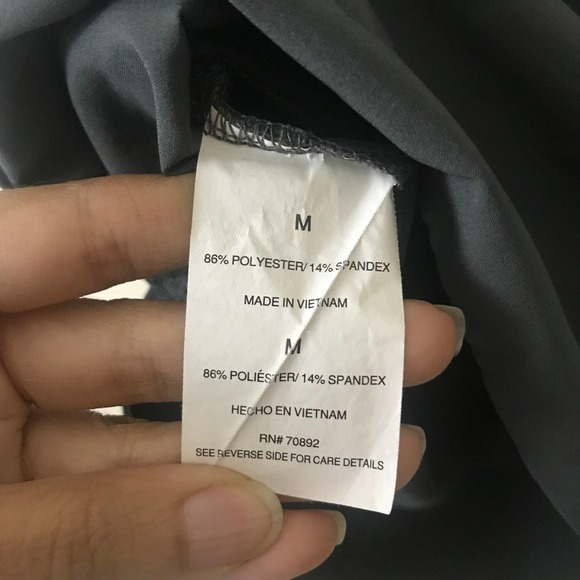 M
86% POLYESTER/ 14% SPANDEX
MADE IN VIETNAM
M
86% POLIÉSTER/ 14% SPANDEX
HECHO EN VIETNAM
RN# 70892
SEE REVERSE SIDE FOR CARE DETAILS